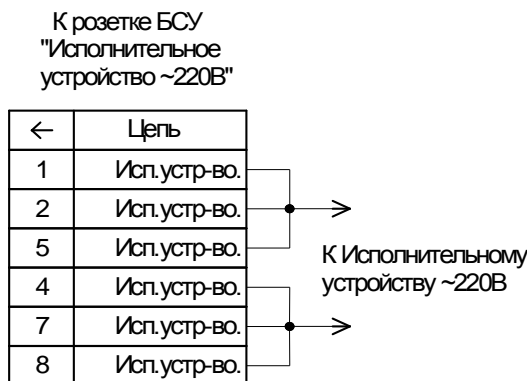 К розетке БСУ
"Исполнительное
устройство ~220В"
← Цепь
1 Исп.устр-во.
2 Исп.устр-во.
5 Исп.устр-во.
4 Исп.устр-во.
7 Исп.устр-во.
8 Исп.устр-во.
К Исполнительному
устройству ~220В